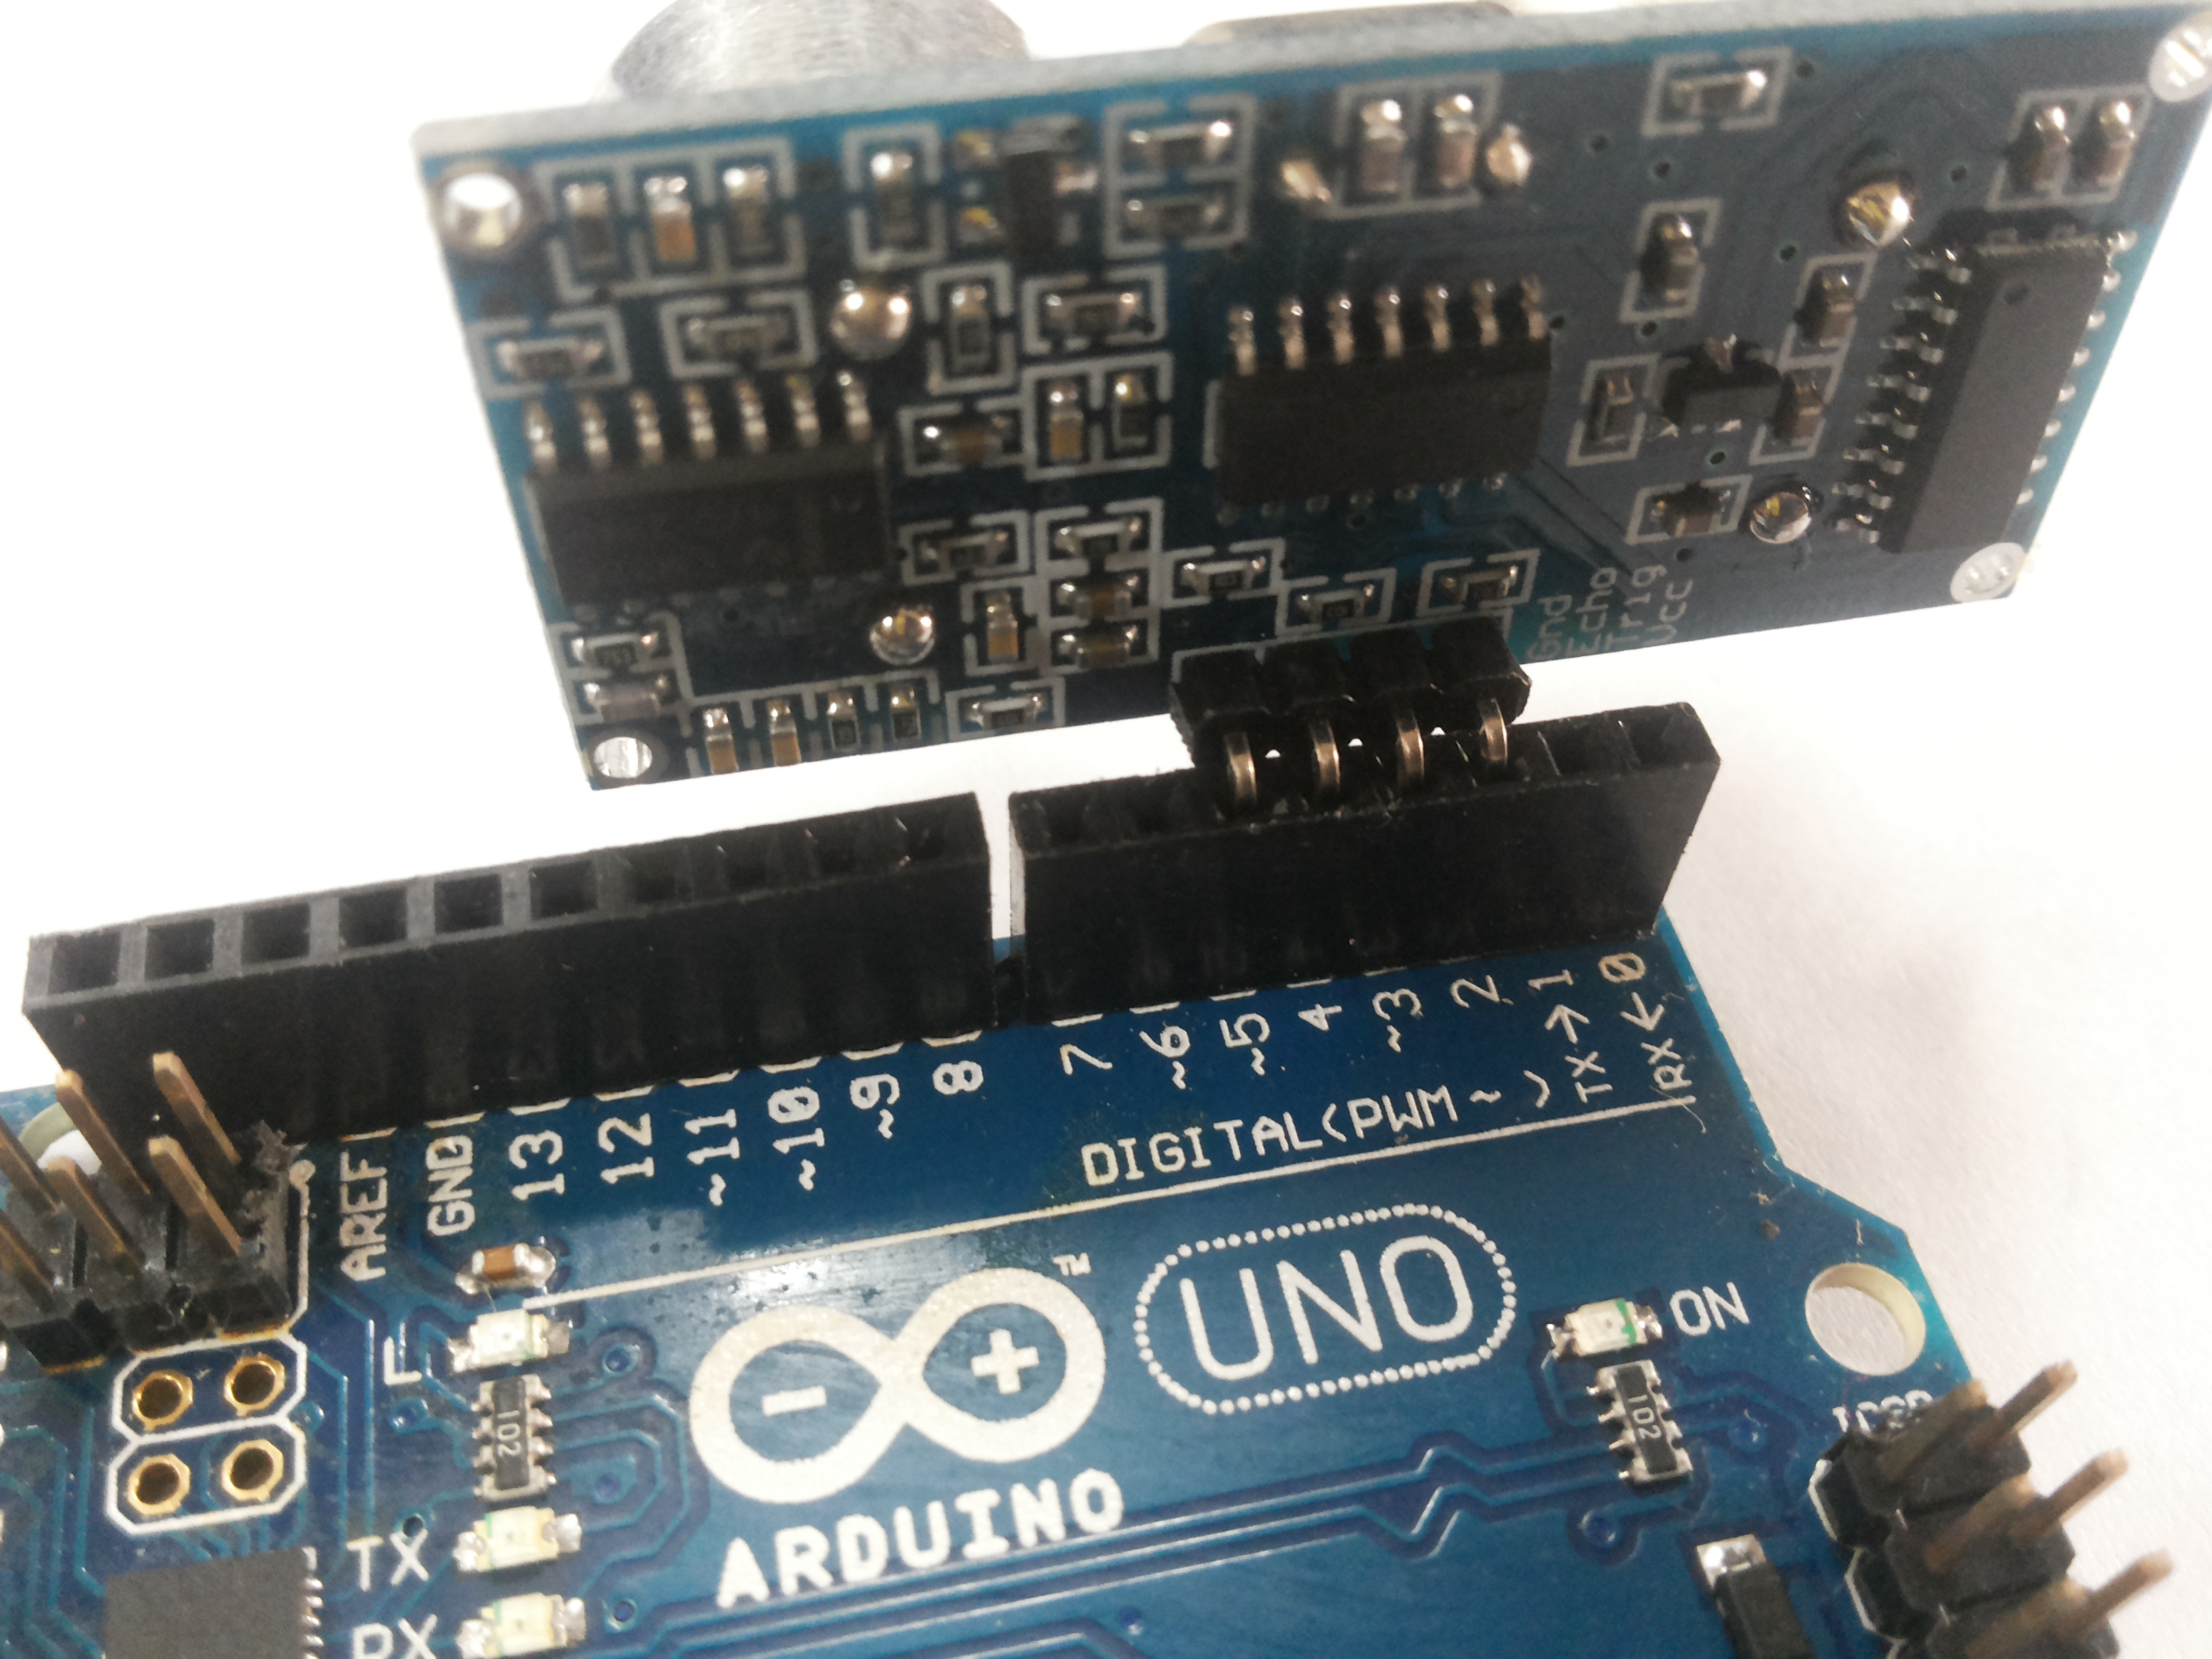 Gnd
Echo
Trig
Vcc
AREF
GND
13
12
~11
~10
~9
8
7
~6
~5
4
~3
2
TX→1
RX←0
DIGITAL(PWM~)
UNO
ARDUINO
TM
ON
L
102
102
TX
RX